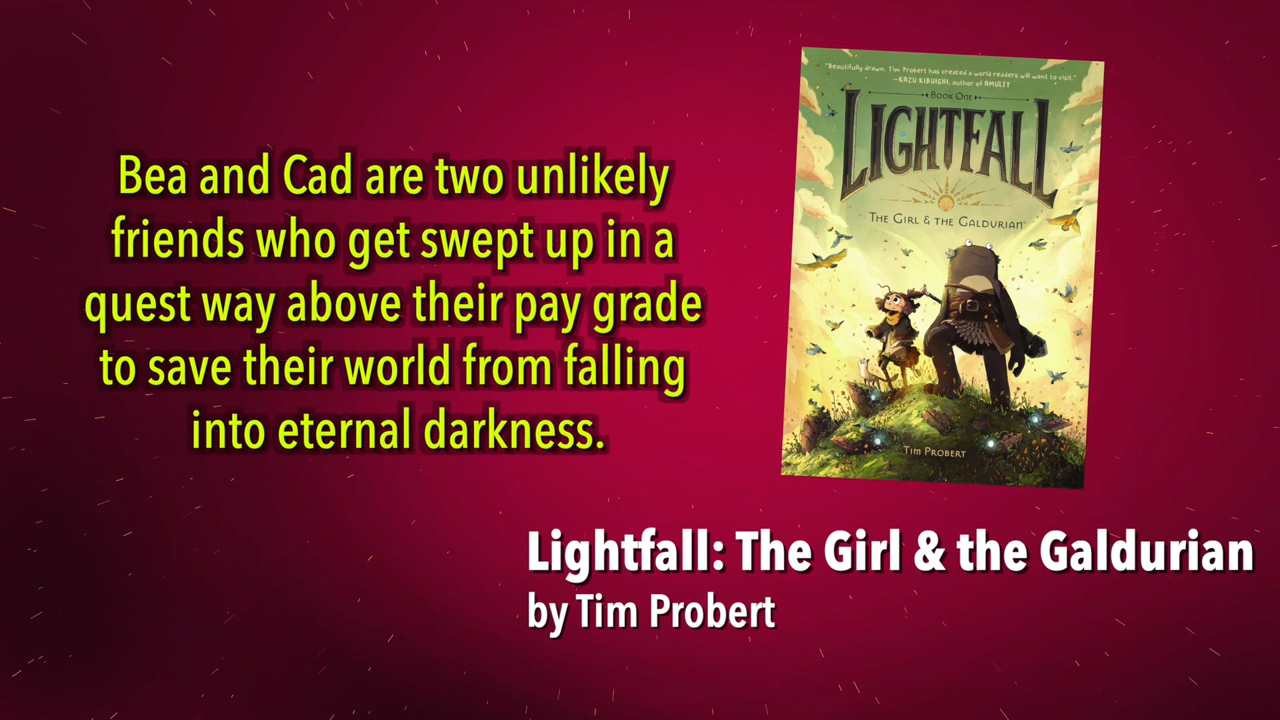 Bea and Cad are two unlikely
friends who get swept up in a
quest way above their pay grade
to save their world from falling
into eternal darkness.
"Beautifully drawn. Tim Probert has created a world readers will want to visit."
—KAZU KIBUISHI, author of AMULET
BOOK ONE
LIGHTFALL
THE GIRL & THE GALDURIAN
TIM PROBERT
Lightfall: The Girl & the Galdurian
by Tim Probert